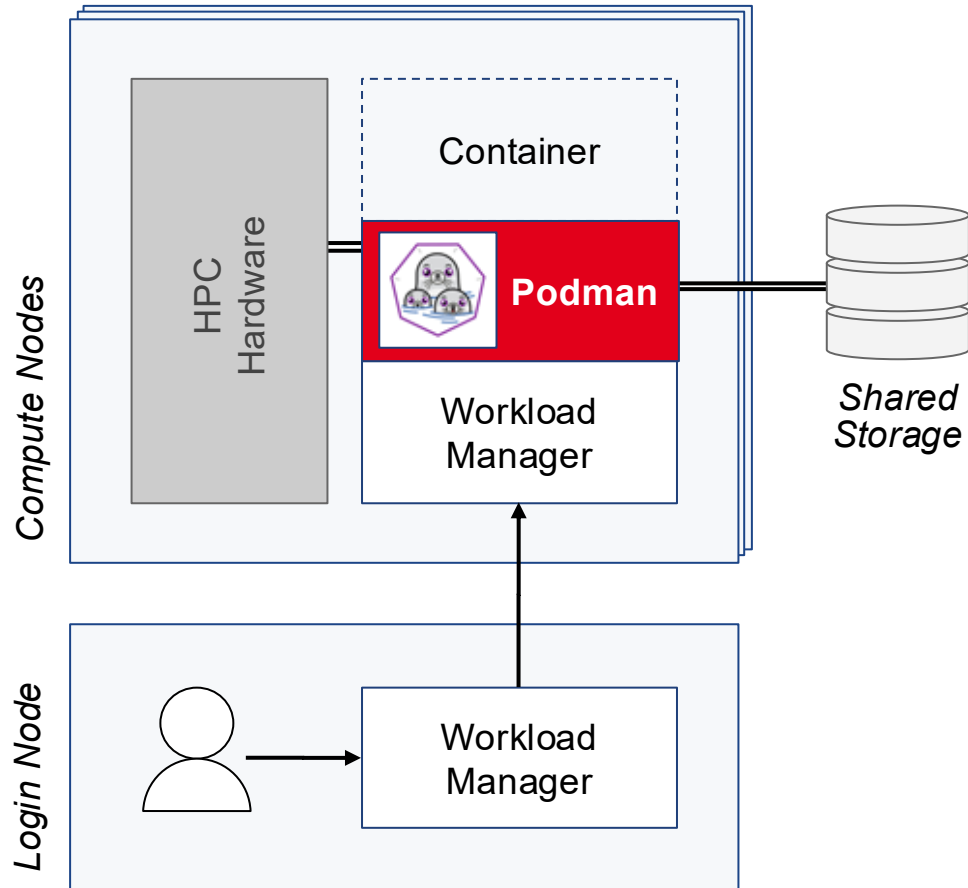 Compute Nodes
HPC
Hardware
Container
Podman
Workload
Manager
Shared
Storage
Login Node
Workload
Manager